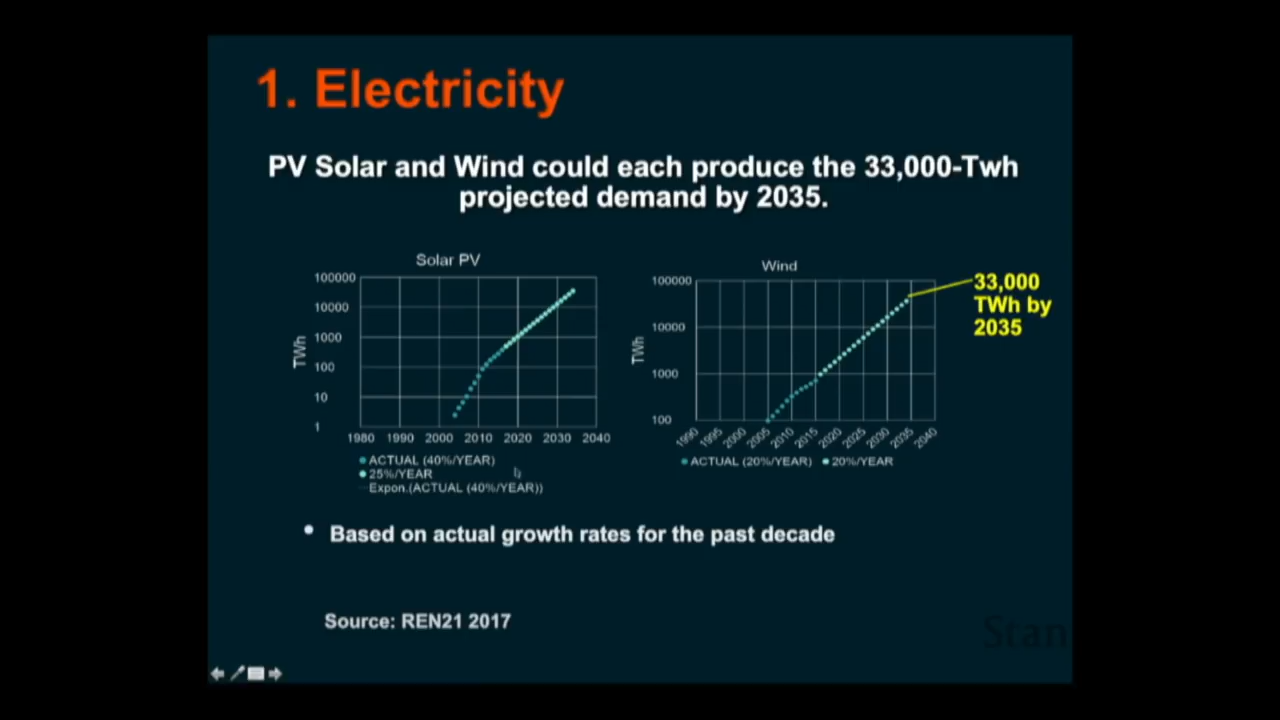 1. Electricity
PV Solar and Wind could each produce the 33,000-Twh
projected demand by 2035.
Solar PV
100000
10000
1000
100
10
1
TWh
1980 1990 2000 2010 2020 2030 2040
ACTUAL (40%/YEAR)
25%/YEAR
Expon.(ACTUAL (40%/YEAR))
Wind
100000
10000
1000
100
TWh
1990 1995 2000 2005 2010 2015 2020 2025 2030 2035 2040
ACTUAL (20%/YEAR) 20%/YEAR
33,000
TWh by
2035
• Based on actual growth rates for the past decade
Source: REN21 2017
Stan